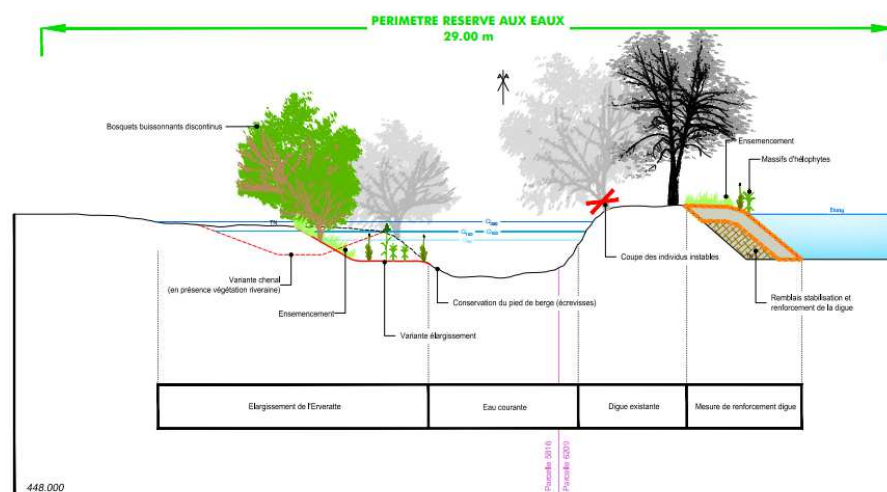 PERIMETRE RESERVE AUX EAUX
29.00 m
Bosquets buissonnants discontinus
Ensemencement
Massifs d'hélophytes
TN
Etang
Coupe des individus instables
Variante chenal
(en présence végétation riveraine)
Ensemencement
Conservation du pied de berge (écrevisses)
Variante élargissement
Remblais stabilisation et
renforcement de la digue
Elargissement de l'Erveratte
Eau courante
Digue existante
Mesure de renforcement digue
Parcelle 5816
Parcelle 6209
448.000